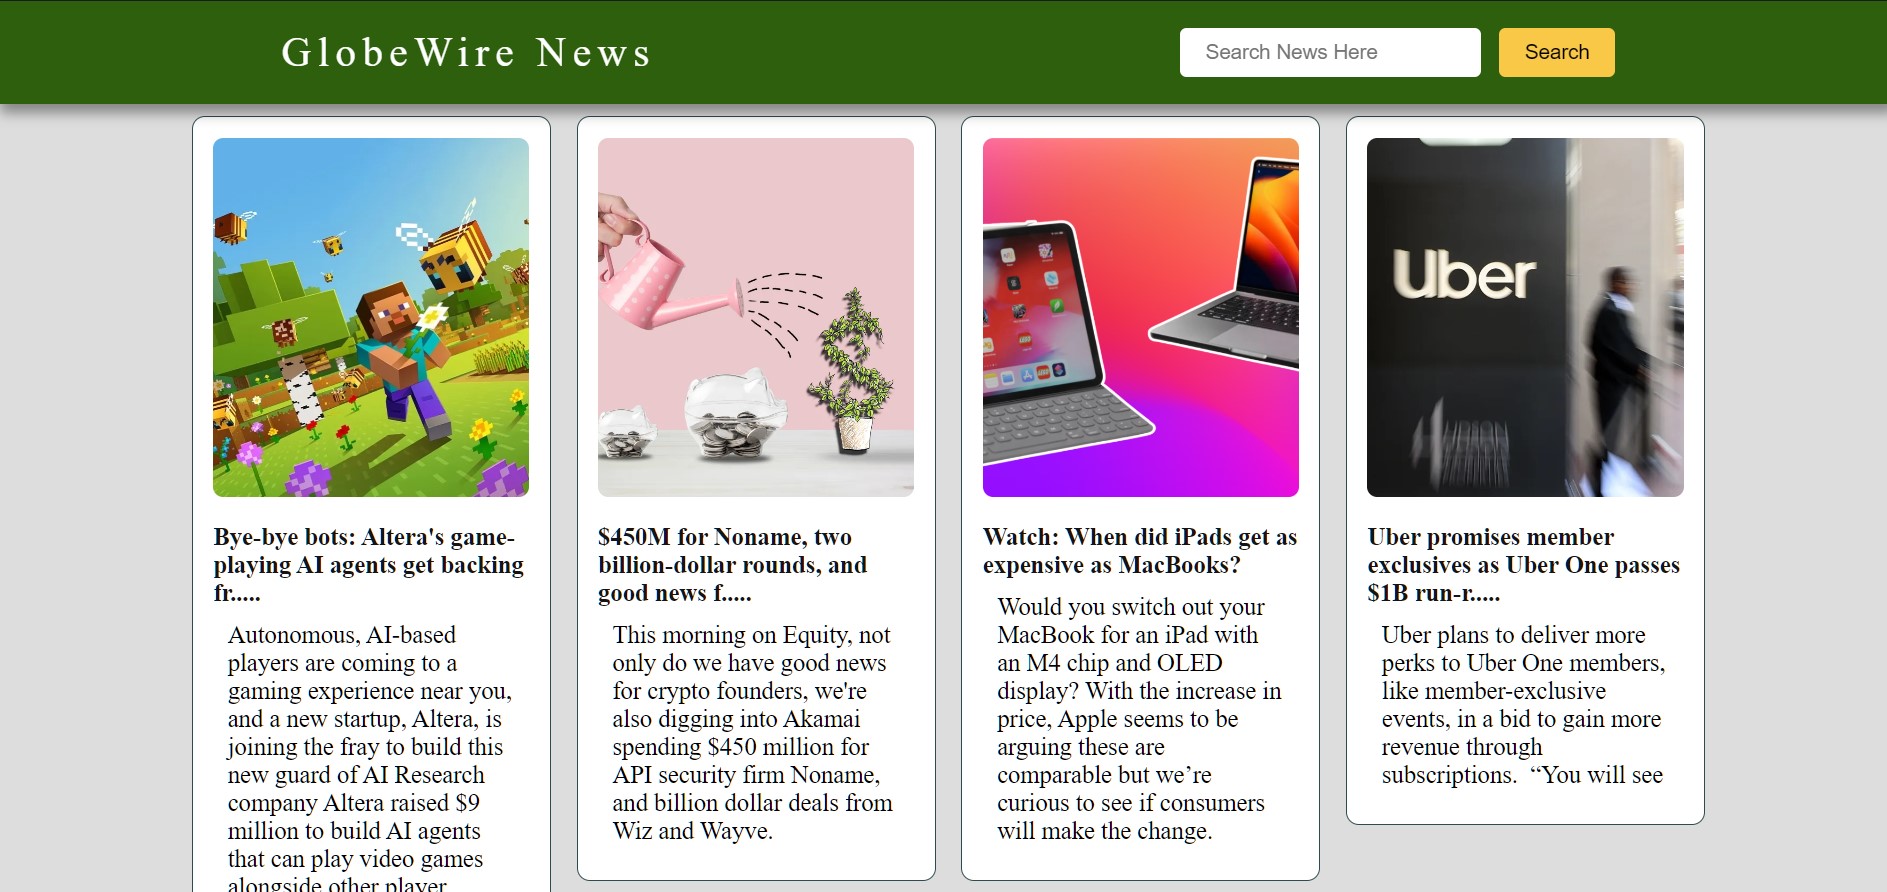 GlobeWire News
Search News Here
Search
Uber
Bye-bye bots: Altera's game-
playing AI agents get backing
fr.....
Autonomous, AI-based
players are coming to a
gaming experience near you,
and a new startup, Altera, is
joining the fray to build this
new guard of AI Research
company Altera raised $9
million to build AI agents
that can play video games
alongside other player
$450M for Noname, two
billion-dollar rounds, and
good news f.....
This morning on Equity, not
only do we have good news
for crypto founders, we're
also digging into Akamai
spending $450 million for
API security firm Noname,
and billion dollar deals from
Wiz and Wayve.
Watch: When did iPads get as
expensive as MacBooks?
Would you switch out your
MacBook for an iPad with
an M4 chip and OLED
display? With the increase in
price, Apple seems to be
arguing these are
comparable but we’re
curious to see if consumers
will make the change.
Uber promises member
exclusives as Uber One passes
$1B run-r.....
Uber plans to deliver more
perks to Uber One members,
like member-exclusive
events, in a bid to gain more
revenue through
subscriptions.  “You will see